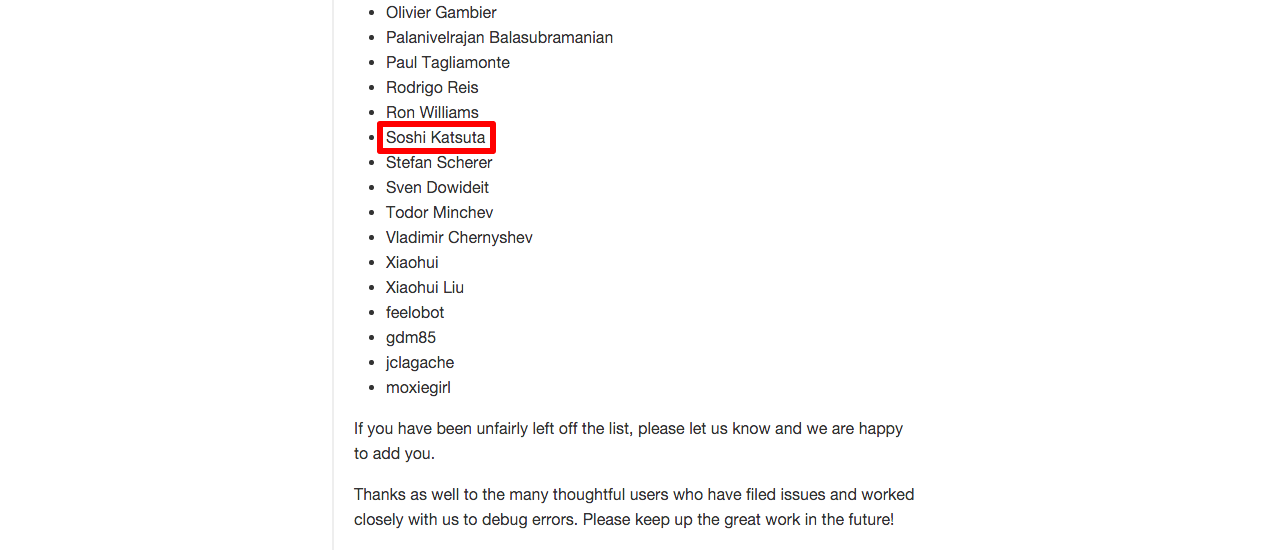 Olivier Gambier
Palanivelrajan Balasubramanian
Paul Tagliamonte
Rodrigo Reis
Ron Williams
Soshi Katsuta
Stefan Scherer
Sven Dowideit
Todor Minchev
Vladimir Chernyshev
Xiaohui
Xiaohui Liu
feelobot
gdm85
jclagache
moxiegirl
If you have been unfairly left off the list, please let us know and we are happy
to add you.
Thanks as well to the many thoughtful users who have filed issues and worked
closely with us to debug errors. Please keep up the great work in the future!